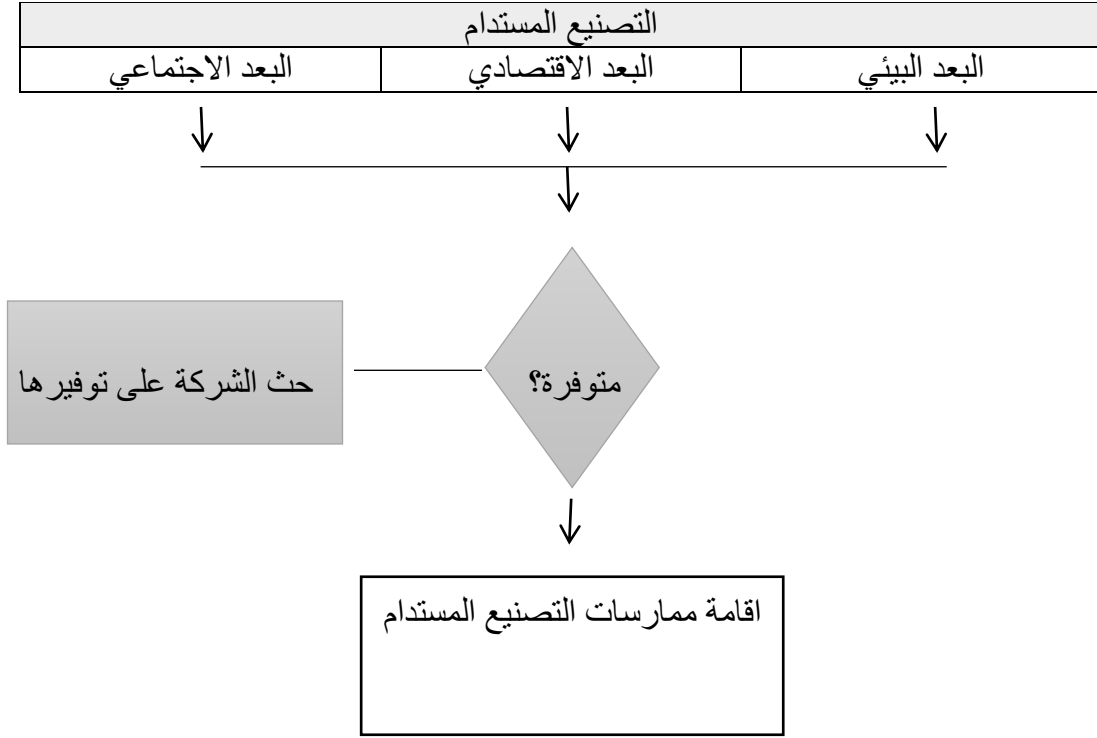 التصنيع المستدام
البعد البيئي
البعد الاقتصادي
البعد الاجتماعي
متوفرة؟
حث الشركة على توفيرها
اقامة ممارسات التصنيع المستدام